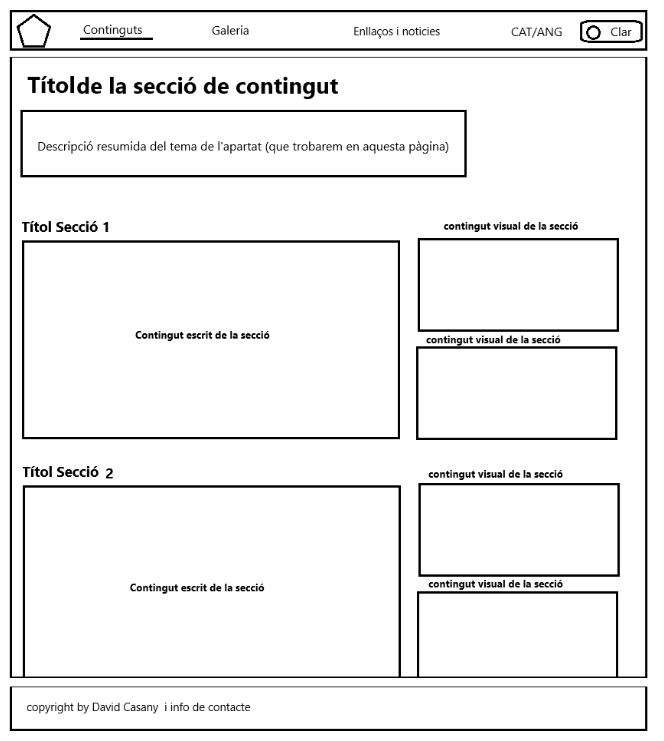 Continguts
Galeria
Enllaços i noticies
CAT/ANG
Clar
Títol de la secció de contingut
Descripció resumida del tema de l'apartat (que trobarem en aquesta pàgina)
Títol Secció 1
contingut visual de la secció
Contingut escrit de la secció
contingut visual de la secció
Títol Secció 2
contingut visual de la secció
Contingut escrit de la secció
contingut visual de la secció
copyright by David Casany i info de contacte